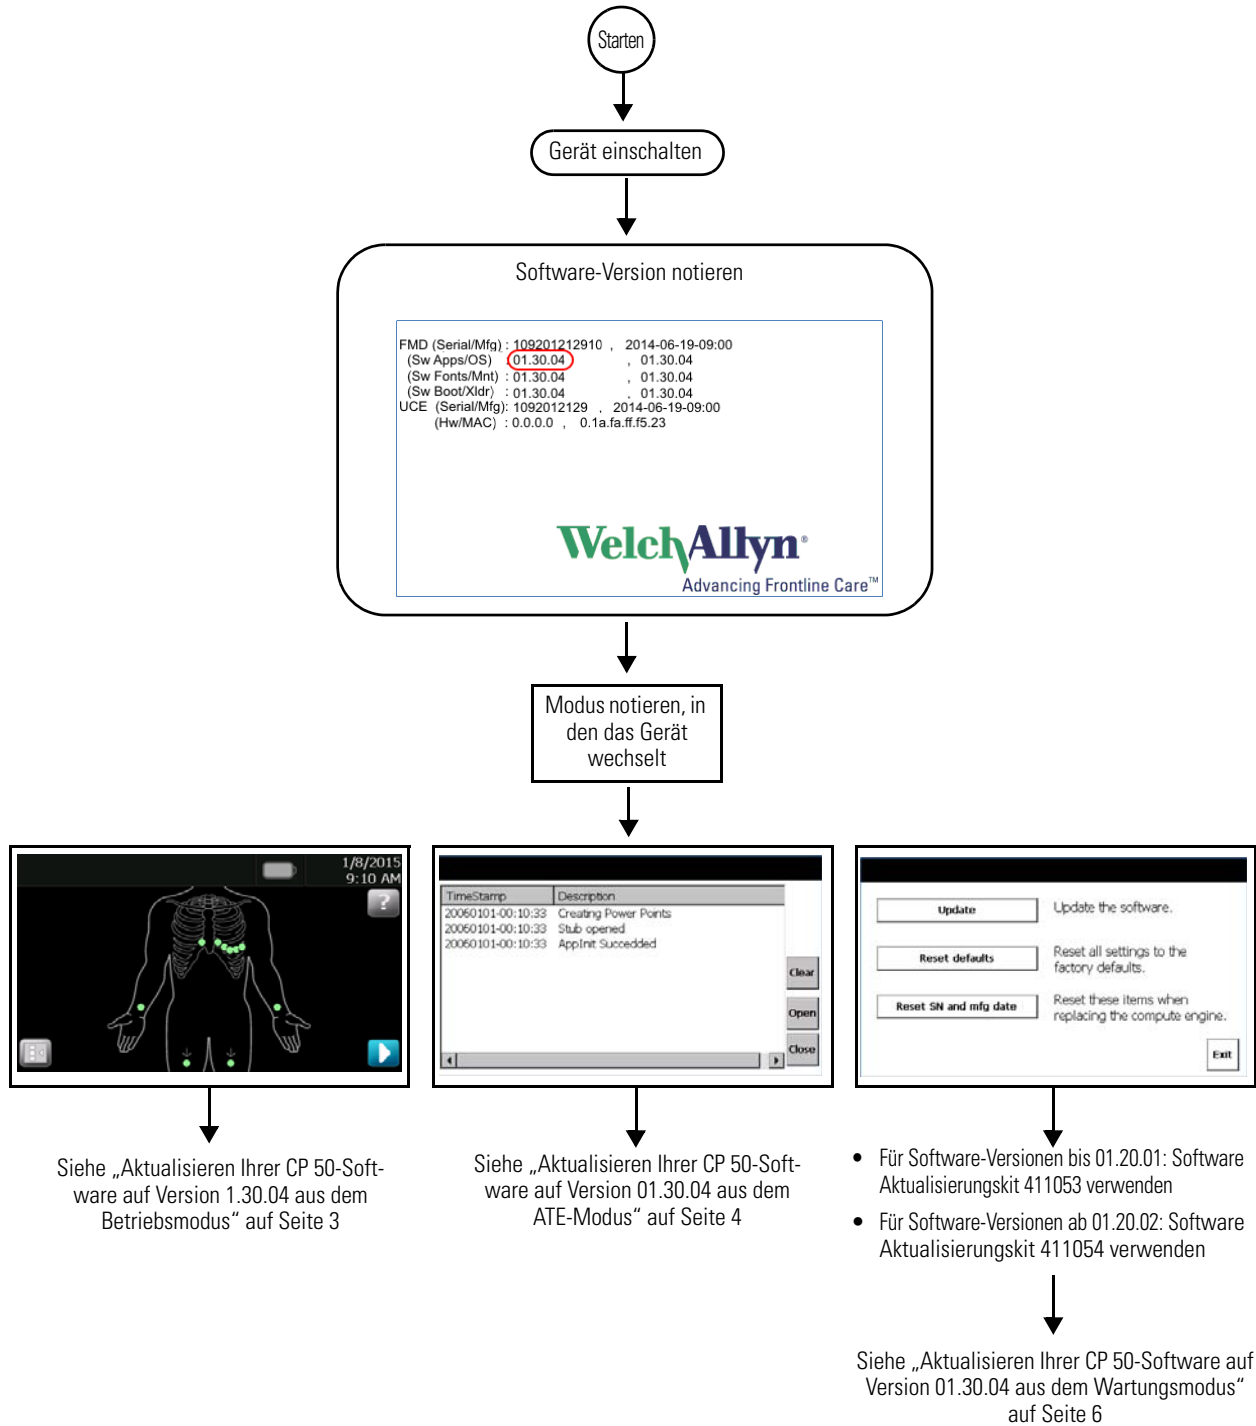 Starten
Gerät einschalten
Software-Version notieren
FMD (Serial/Mfg) : 109201212910 , 2014-06-19-09:00
(Sw Apps/OS) : 01.30.04 , 01.30.04
(Sw Fonts/Mnt) : 01.30.04 , 01.30.04
(Sw Boot/Xldr) : 01.30.04 , 01.30.04
UCE (Serial/Mfg): 1092012129 , 2014-06-19-09:00
(Hw/MAC) : 0.0.0.0 , 0.1a.fa.ff.f5.23
WelchAllyn®
Advancing Frontline Care™
Modus notieren, in
den das Gerät
wechselt
1/8/2015
9:10 AM
?
Siehe „Aktualisieren Ihrer CP 50-Soft-
ware auf Version 1.30.04 aus dem
Betriebsmodus“ auf Seite 3
TimeStamp Description
20060101-00:10:33 Creating Power Points
20060101-00:10:33 Stub opened
20060101-00:10:33 AppInit Succedded
Clear
Open
Close
Siehe „Aktualisieren Ihrer CP 50-Soft-
ware auf Version 01.30.04 aus dem
ATE-Modus“ auf Seite 4
Update Update the software.
Reset defaults Reset all settings to the
factory defaults.
Reset SN and mfg date Reset these items when
replacing the compute engine.
Exit
• Für Software-Versionen bis 01.20.01: Software
Aktualisierungskit 411053 verwenden
• Für Software-Versionen ab 01.20.02: Software
Aktualisierungskit 411054 verwenden
Siehe „Aktualisieren Ihrer CP 50-Software auf
Version 01.30.04 aus dem Wartungsmodus“
auf Seite 6